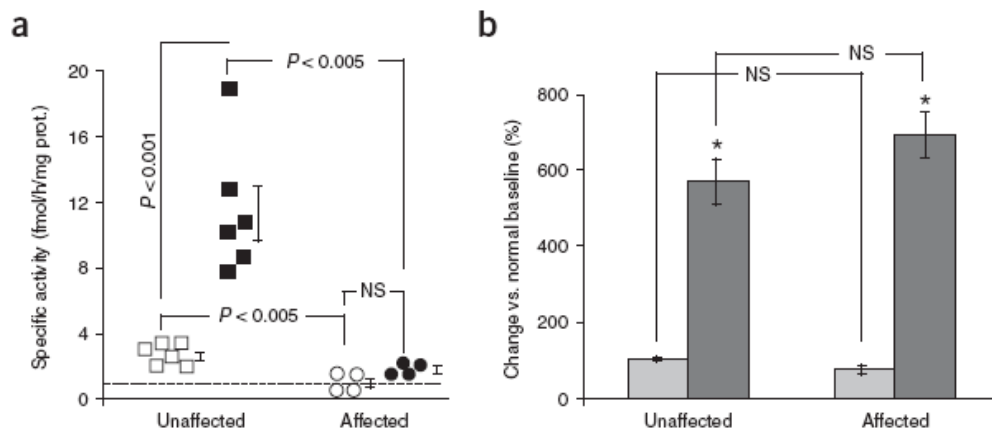 a
P < 0.005
P < 0.001
P < 0.005
NS
Specific activity (fmol/h/mg prot.)
20
16
12
8
4
0
Unaffected
Affected
b
NS
NS
*
*
Change vs. normal baseline (%)
800
600
400
200
0
Unaffected
Affected